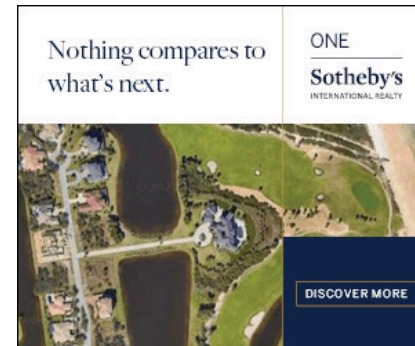 Nothing compares to
what's next.
ONE
Sotheby's
INTERNATIONAL REALTY
DISCOVER MORE